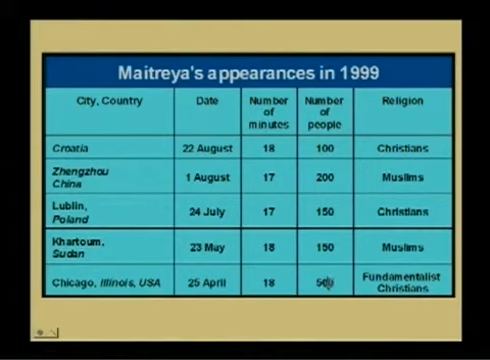 Maitreya's appearances in 1999
City, Country Date Number of minutes Number of people Religion
Croatia 22 August 18 100 Christians
Zhengzhou China 1 August 17 200 Muslims
Lublin, Poland 24 July 17 150 Christians
Khartoum, Sudan 23 May 18 150 Muslims
Chicago, Illinois, USA 25 April 18 500 Fundamentalist Christians